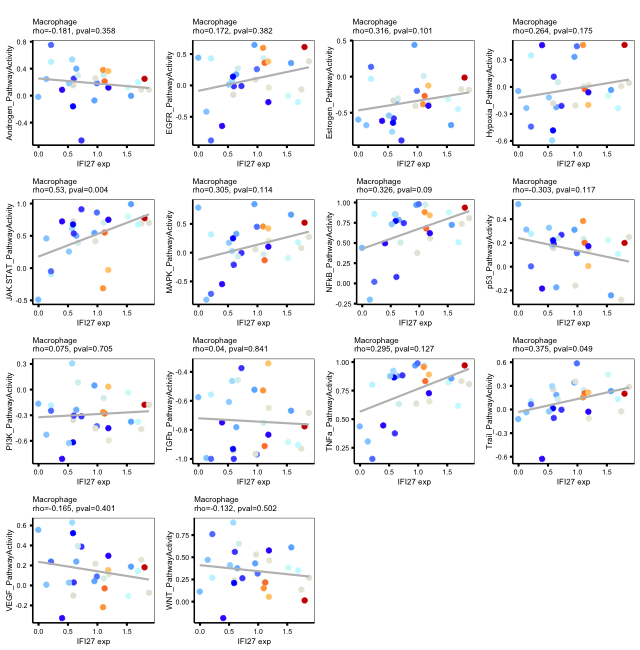 Macrophage
rho=-0.181, pval=0.358
Androgen_PathwayActivity
0.8
0.4
0.0
-0.4
0.0 0.5 1.0 1.5
IFI27 exp
Macrophage
rho=0.172, pval=0.382
EGFR_PathwayActivity
0.5
0.0
-0.5
0.0 0.5 1.0 1.5
IFI27 exp
Macrophage
rho=0.316, pval=0.101
Estrogen_PathwayActivity
0.5
0.0
-0.5
0.0 0.5 1.0 1.5
IFI27 exp
Macrophage
rho=0.264, pval=0.175
Hypoxia_PathwayActivity
0.3
0.0
-0.3
-0.6
0.0 0.5 1.0 1.5
IFI27 exp
Macrophage
rho=0.53, pval=0.004
JAK-STAT_PathwayActivity
1.0
0.5
0.0
-0.5
0.0 0.5 1.0 1.5
IFI27 exp
Macrophage
rho=0.305, pval=0.114
MAPK_PathwayActivity
0.5
0.0
-0.5
0.0 0.5 1.0 1.5
IFI27 exp
Macrophage
rho=0.326, pval=0.09
NFkB_PathwayActivity
1.00
0.75
0.50
0.25
0.00
-0.25
0.0 0.5 1.0 1.5
IFI27 exp
Macrophage
rho=-0.303, pval=0.117
p53_PathwayActivity
0.4
0.2
0.0
-0.2
0.0 0.5 1.0 1.5
IFI27 exp
Macrophage
rho=0.075, pval=0.705
PI3K_PathwayActivity
0.3
0.0
-0.3
-0.6
0.0 0.5 1.0 1.5
IFI27 exp
Macrophage
rho=0.04, pval=0.841
TGFb_PathwayActivity
-0.4
-0.6
-0.8
-1.0
0.0 0.5 1.0 1.5
IFI27 exp
Macrophage
rho=0.295, pval=0.127
TNFa_PathwayActivity
1.00
0.75
0.50
0.25
0.0 0.5 1.0 1.5
IFI27 exp
Macrophage
rho=0.375, pval=0.049
Trail_PathwayActivity
0.6
0.3
0.0
-0.3
-0.6
0.0 0.5 1.0 1.5
IFI27 exp
Macrophage
rho=-0.165, pval=0.401
VEGF_PathwayActivity
0.6
0.4
0.2
0.0
-0.2
0.0 0.5 1.0 1.5
IFI27 exp
Macrophage
rho=-0.132, pval=0.502
WNT_PathwayActivity
0.75
0.50
0.25
0.00
0.0 0.5 1.0 1.5
IFI27 exp